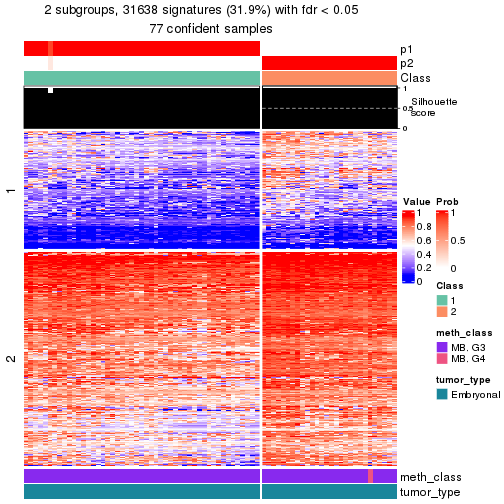 2 subgroups, 31638 signatures (31.9%) with fdr < 0.05
77 confident samples
p1
p2
Class
1
0.5
0
Silhouette
score
1
2
Value
1
0.8
0.6
0.4
0.2
0
Prob
1
0.5
0
Class
1
2
meth_class
MB, G3
MB, G4
tumor_type
Embryonal
meth_class
tumor_type